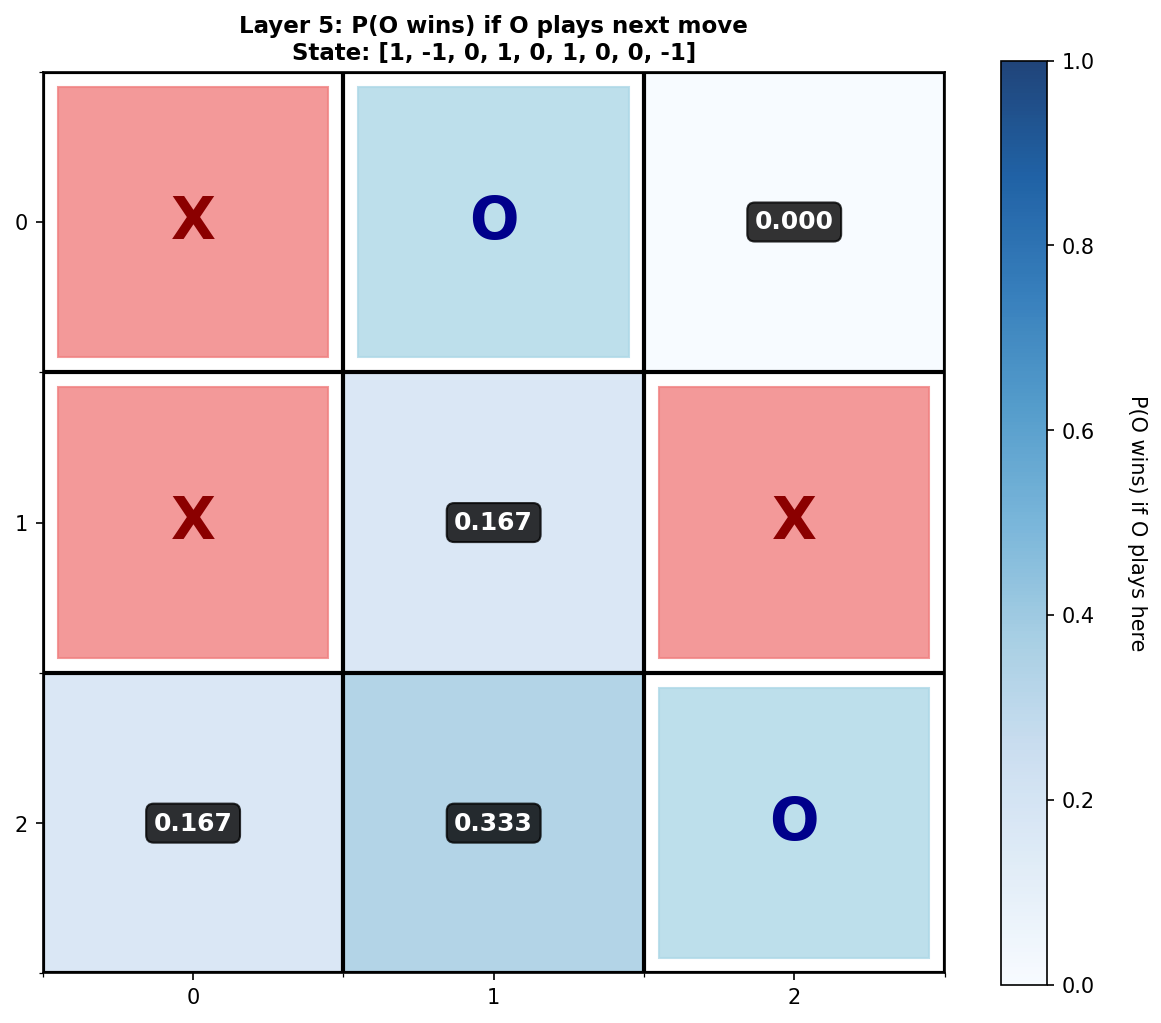 Layer 5: P(O wins) if O plays next move
State: [1, -1, 0, 1, 0, 1, 0, 0, -1]
0
X
O
0.000
1
X
0.167
X
2
0.167
0.333
O
0
1
2
1.0
0.8
0.6
0.4
0.2
0.0
P(O wins) if O plays here